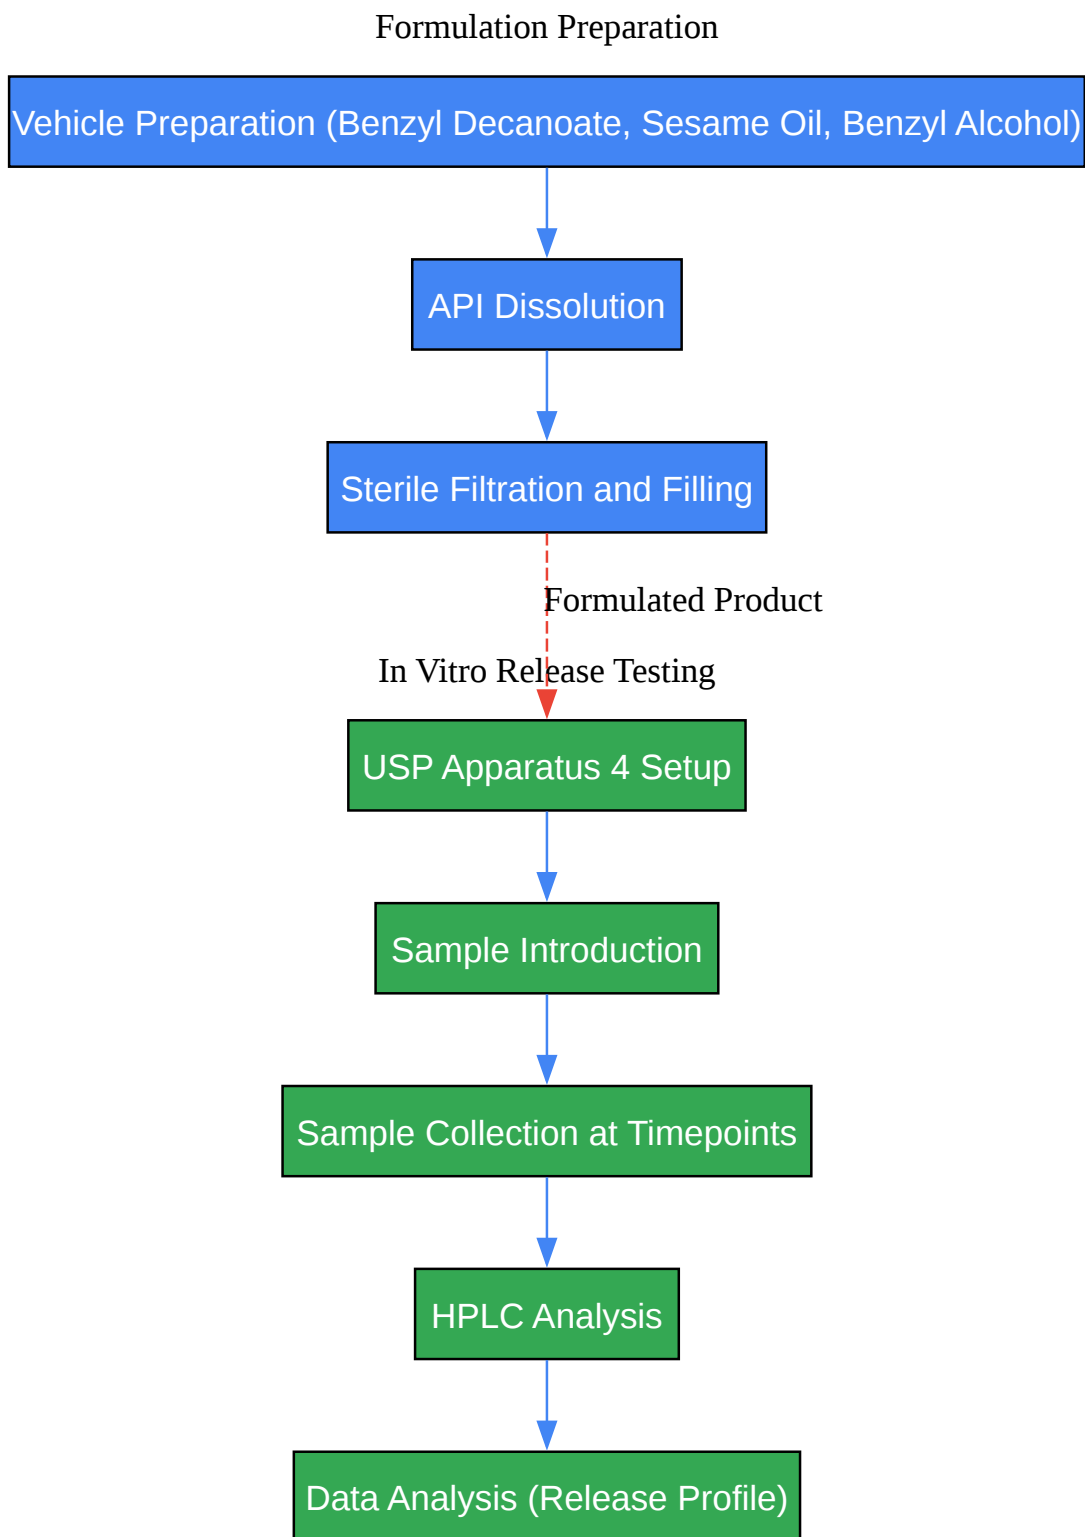 Formulation Preparation
Vehicle Preparation (Benzyl Decanoate, Sesame Oil, Benzyl Alcohol)
API Dissolution
Sterile Filtration and Filling
Formulated Product
In Vitro Release Testing
USP Apparatus 4 Setup
Sample Introduction
Sample Collection at Timepoints
HPLC Analysis
Data Analysis (Release Profile)